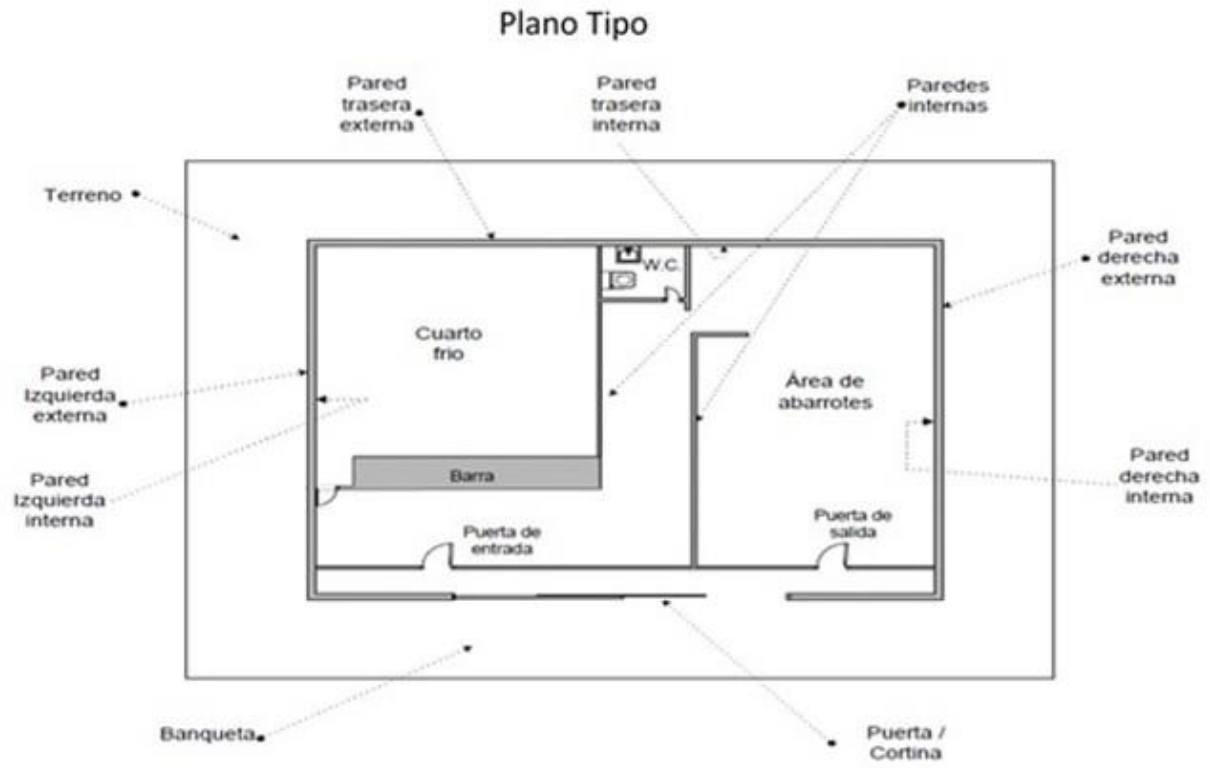 Plano Tipo
Pared
trasera
externa
Pared
trasera
interna
Paredes
internas
Terreno
Pared
derecha
externa
W.C.
Cuarto
frio
Área de
abarrotes
Pared
Izquierda
externa
Pared
Izquierda
interna
Barra
Pared
derecha
interna
Puerta de
entrada
Puerta de
salida
Banqueta
Puerta /
Cortina